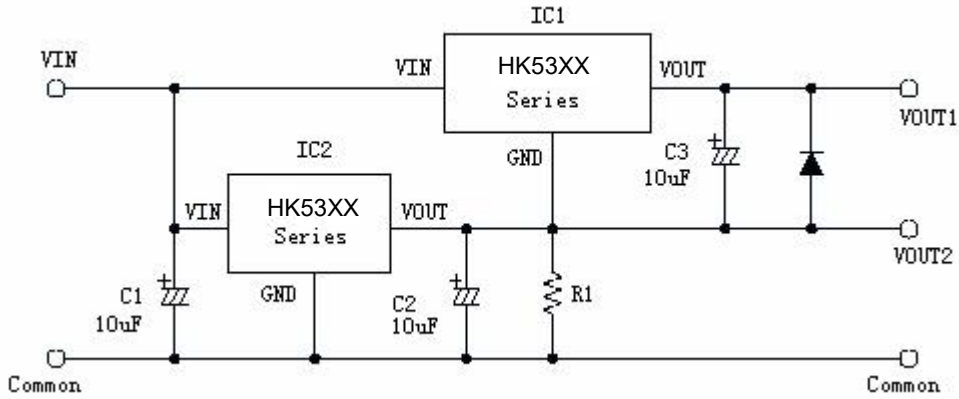 IC1
VIN
VIN
HK53XX
Series
VOUT
VOUT1
GND
C3
10uF
IC2
VIN
HK53XX
Series
VOUT
VOUT2
GND
C1
10uF
C2
10uF
R1
Common
Common